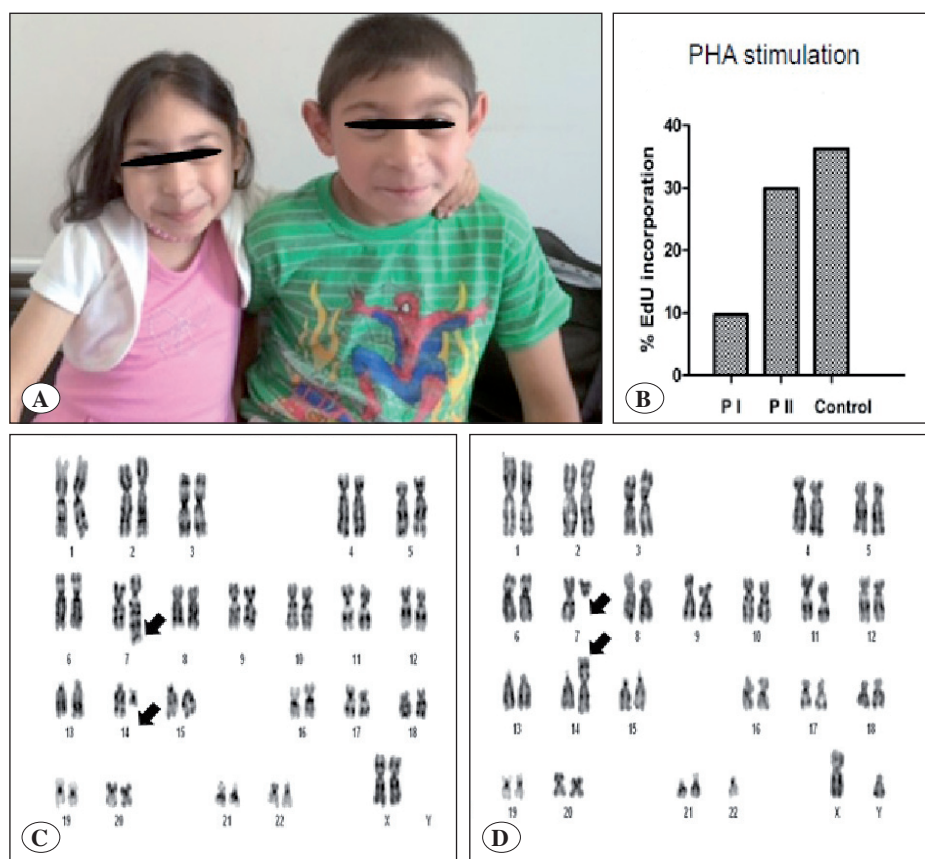 A
PHA stimulation
40
30
20
10
0
% EdU incorporation
P I P II Control
B
1 2 3 4 5
6 7 8 9 10 11 12
13 14 15 16 17 18
19 20 21 22 X Y
C
1 2 3 4 5
6 7 8 9 10 11 12
13 14 15 16 17 18
19 20 21 22 X Y
D